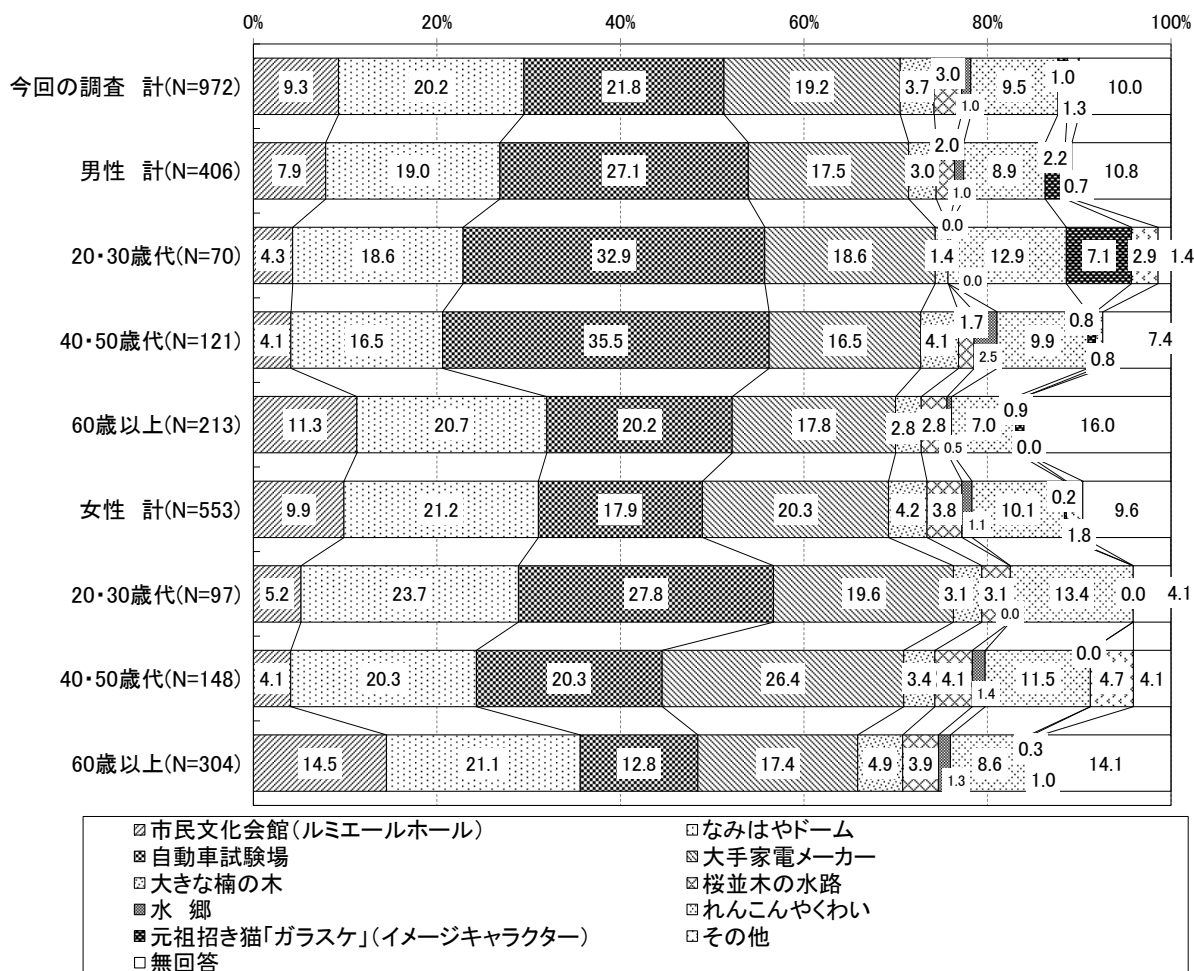 0% 20% 40% 60% 80% 100%
今回の調査 計(N=972) 9.3 20.2 21.8 19.2 3.7 3.0 1.0 9.5 1.0 1.3 10.0
男性 計(N=406) 7.9 19.0 27.1 17.5 3.0 2.0 1.0 8.9 2.2 0.7 10.8
20・30歳代(N=70) 4.3 18.6 32.9 18.6 1.4 0.0 0.0 12.9 7.1 2.9 1.4
40・50歳代(N=121) 4.1 16.5 35.5 16.5 4.1 1.7 2.5 9.9 0.8 0.8 7.4
60歳以上(N=213) 11.3 20.7 20.2 17.8 2.8 2.8 0.5 7.0 0.9 0.0 16.0
女性 計(N=553) 9.9 21.2 17.9 20.3 4.2 3.8 1.1 10.1 0.2 1.8 9.6
20・30歳代(N=97) 5.2 23.7 27.8 19.6 3.1 3.1 0.0 13.4 0.0 4.1
40・50歳代(N=148) 4.1 20.3 20.3 26.4 3.4 4.1 1.4 11.5 0.0 4.7 4.1
60歳以上(N=304) 14.5 21.1 12.8 17.4 4.9 3.9 1.3 8.6 0.3 1.0 14.1
市民文化会館(ルミエールホール) なみはやドーム
自動車試験場 大手家電メーカー
大きな楠の木 桜並木の水路
水 郷 れんこんやくわい
元祖招き猫「ガラスケ」(イメージキャラクター) その他
無回答